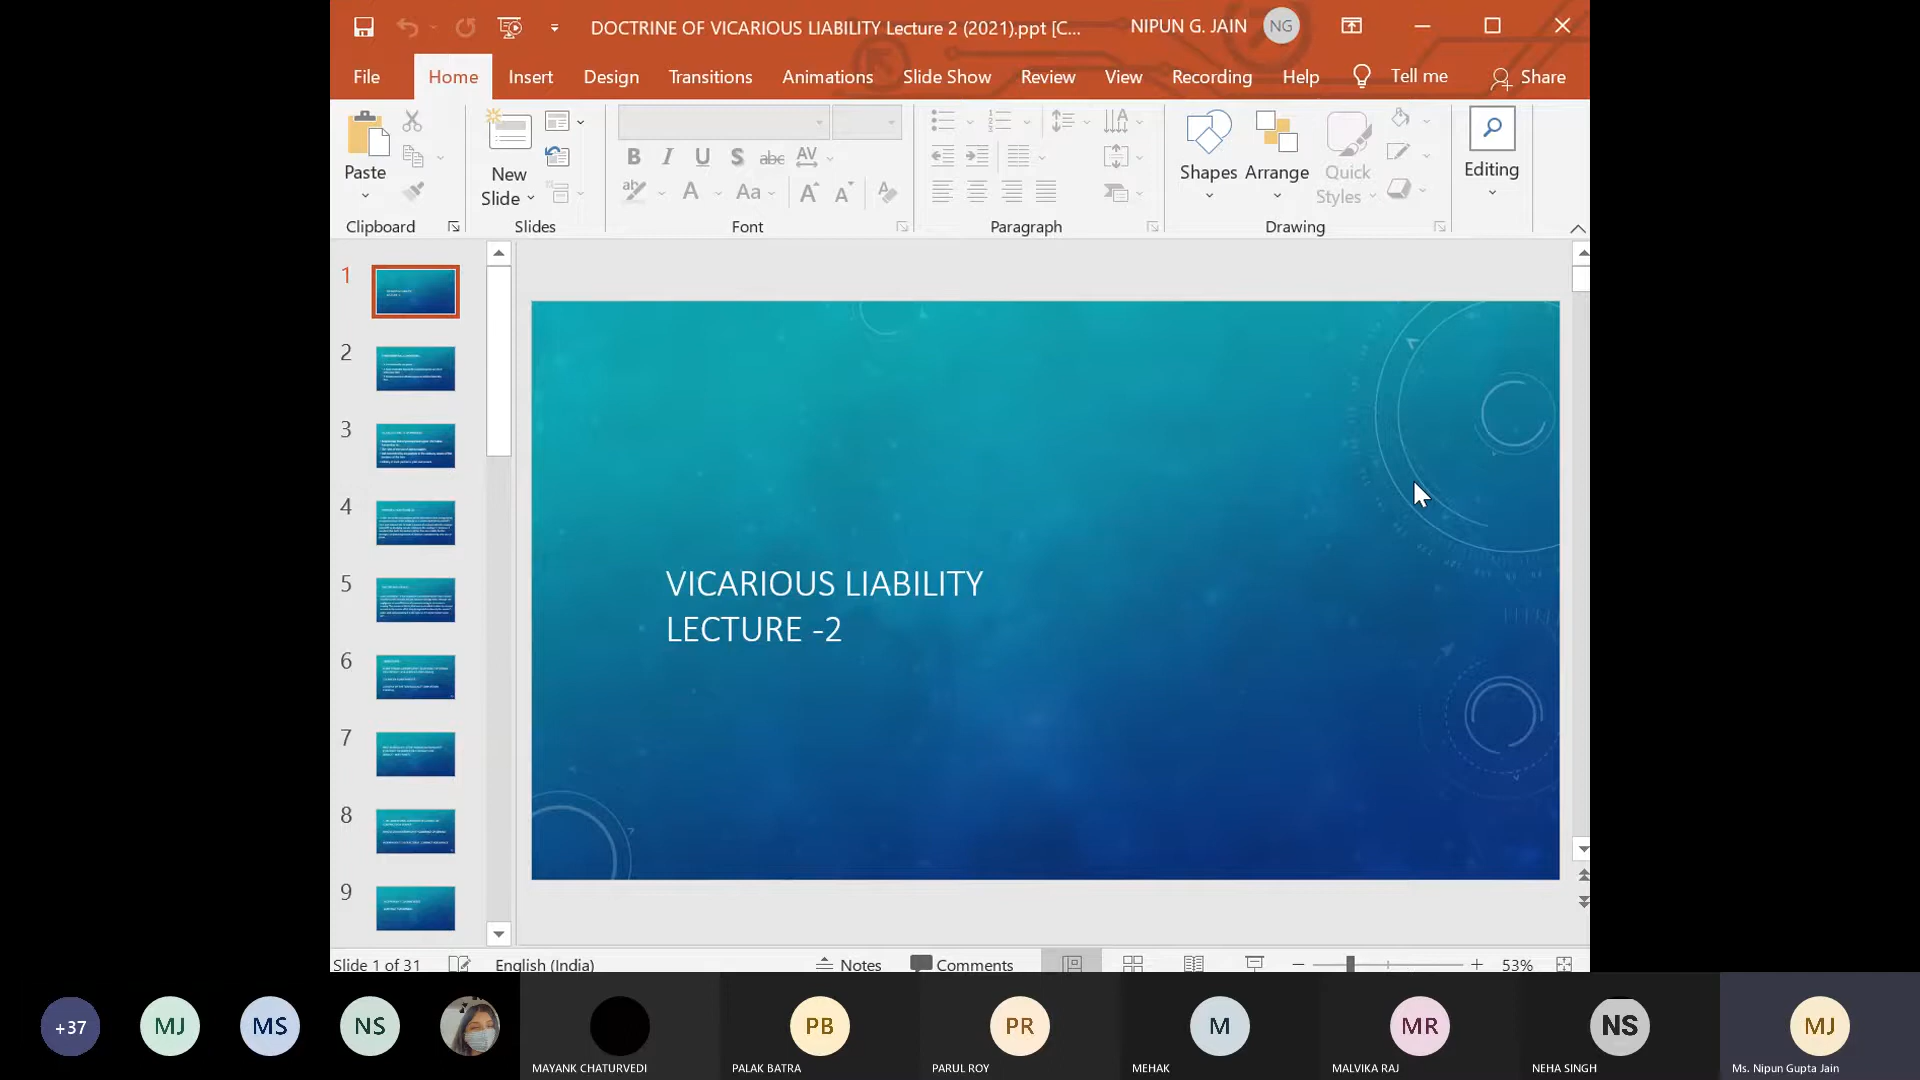 DOCTRINE OF VICARIOUS LIABILITY Lecture 2 (2021).ppt [C...
NIPUN G. JAIN
NG
File
Home
Insert
Design
Transitions
Animations
Slide Show
Review
View
Recording
Help
Tell me
Share
Paste
New
Slide
B I U S abc AV
A Aa A A
Shapes
Arrange
Quick
Styles
Editing
Clipboard
Slides
Font
Paragraph
Drawing
1
2
3
4
5
6
7
8
9
VICARIOUS LIABILITY
LECTURE -2
Slide 1 of 31
English (India)
Notes
Comments
53%
+37
MJ
MS
NS
PB
PR
M
MR
NS
MJ
MAYANK CHATURVEDI
PALAK BATRA
PARUL ROY
MEHAK
MALVIKA RAJ
NEHA SINGH
Ms. Nipun Gupta Jain